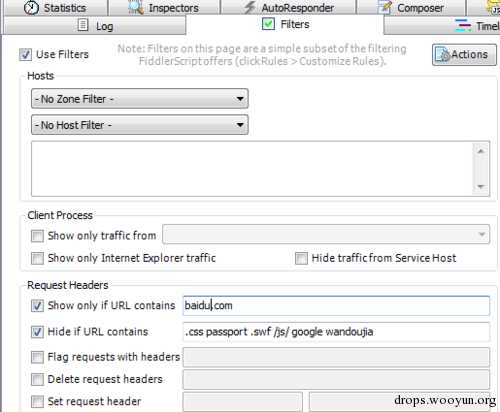 Statistics Inspectors AutoResponder Composer
Log Filters Timel
Use Filters
Note: Filters on this page are a simple subset of the filtering
FiddlerScript offers (click Rules > Customize Rules).
Actions
Hosts
- No Zone Filter -
- No Host Filter -
Client Process
Show only traffic from
Show only Internet Explorer traffic Hide traffic from Service Host
Request Headers
Show only if URL contains baidu.com
Hide if URL contains .css passport .swf /js/ google wandoujia
Flag requests with headers
Delete request headers
Set request header
drops.wooyun.org